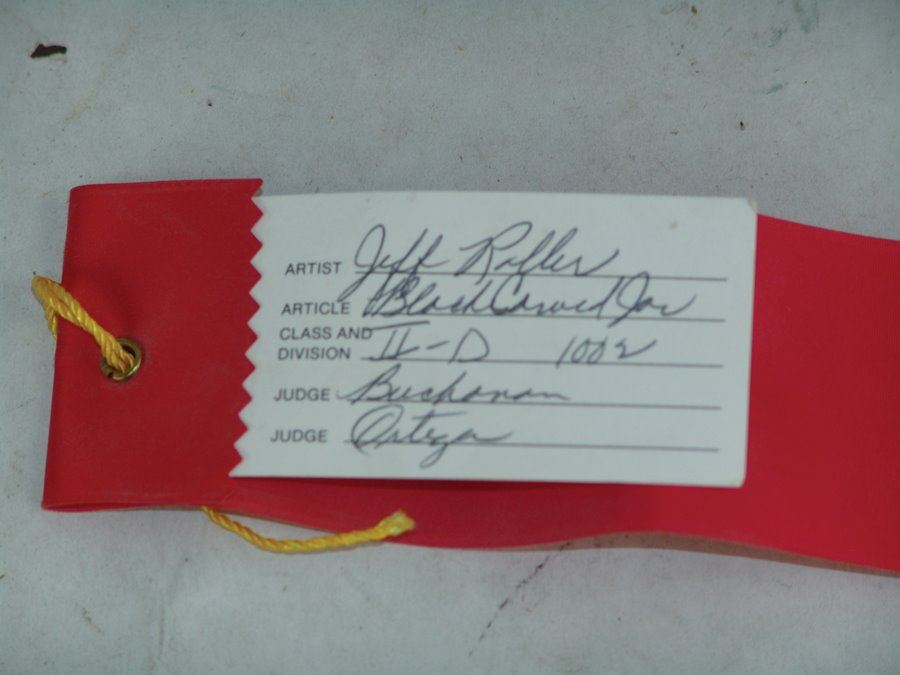 ARTIST Jeff Roller
ARTICLE Black Carved Jar
CLASS AND
DIVISION II-D 1002
JUDGE Buchanan
JUDGE Ortega